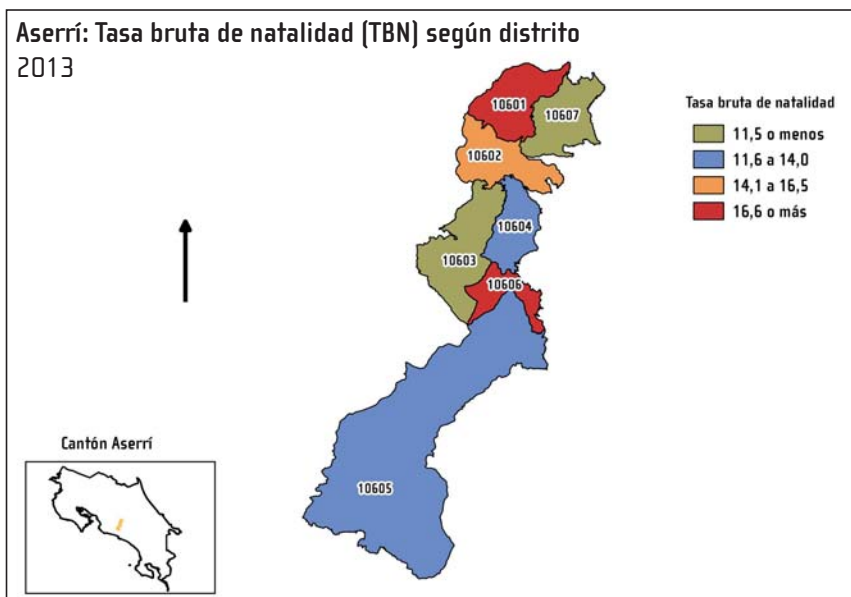 Aserrí: Tasa bruta de natalidad (TBN) según distrito
2013
10601
10607
10602
10604
10603
10606
10605
Tasa bruta de natalidad
11,5 o menos
11,6 a 14,0
14,1 a 16,5
16,6 o más
Cantón Aserrí